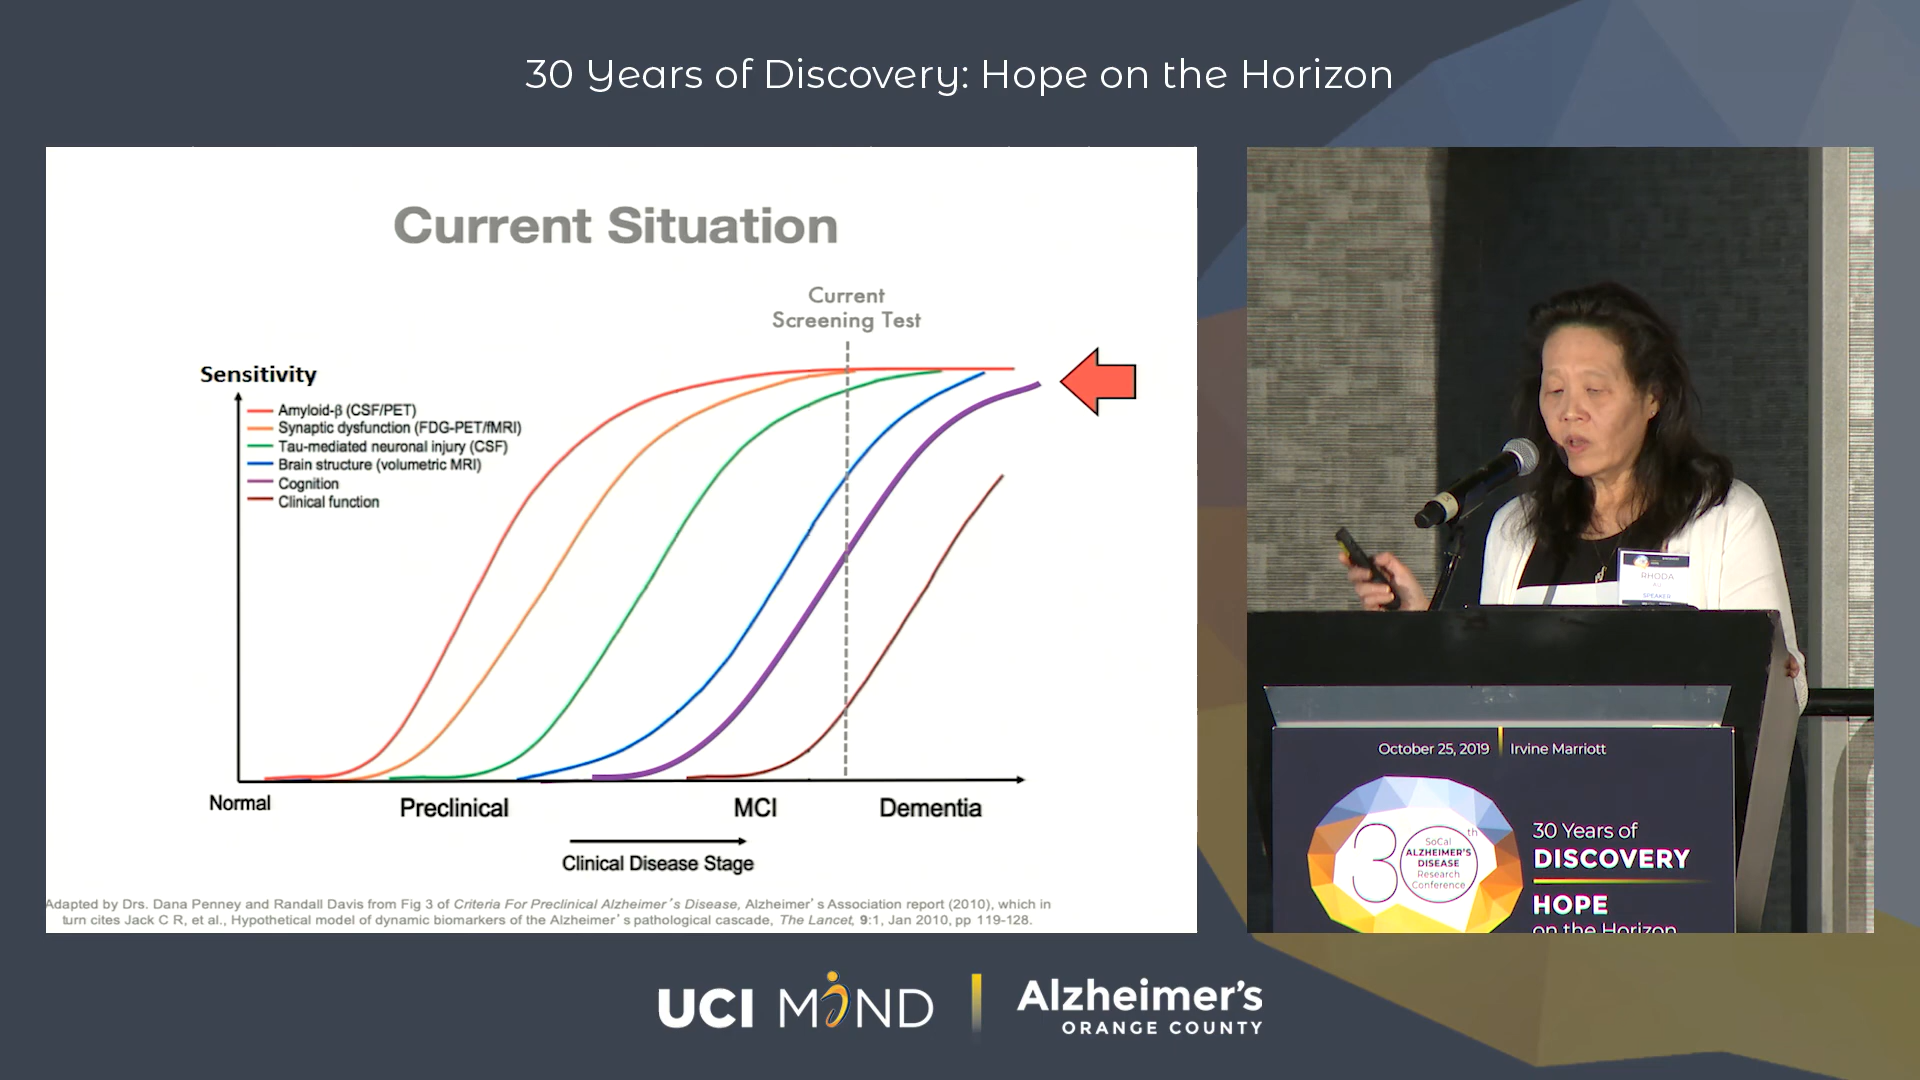 30 Years of Discovery: Hope on the Horizon
Current Situation
Current
Screening Test
Sensitivity
Amyloid-β (CSF/PET)
Synaptic dysfunction (FDG-PET/fMRI)
Tau-mediated neuronal injury (CSF)
Brain structure (volumetric MRI)
Cognition
Clinical function
Normal
Preclinical
MCI
Dementia
Clinical Disease Stage
Adapted by Drs. Dana Penney and Randall Davis from Fig 3 of Criteria For Preclinical Alzheimer's Disease, Alzheimer's Association report (2010), which in
turn cites Jack C R, et al., Hypothetical model of dynamic biomarkers of the Alzheimer's pathological cascade, The Lancet, 9:1, Jan 2010, pp 119-128.
RHODA
SPEAKER
October 25, 2019 Irvine Marriott
30th
SoCal
ALZHEIMER'S
DISEASE
Research
Conference
30 Years of
DISCOVERY
HOPE
on the Horizon
UCI MIND
Alzheimer's
ORANGE COUNTY